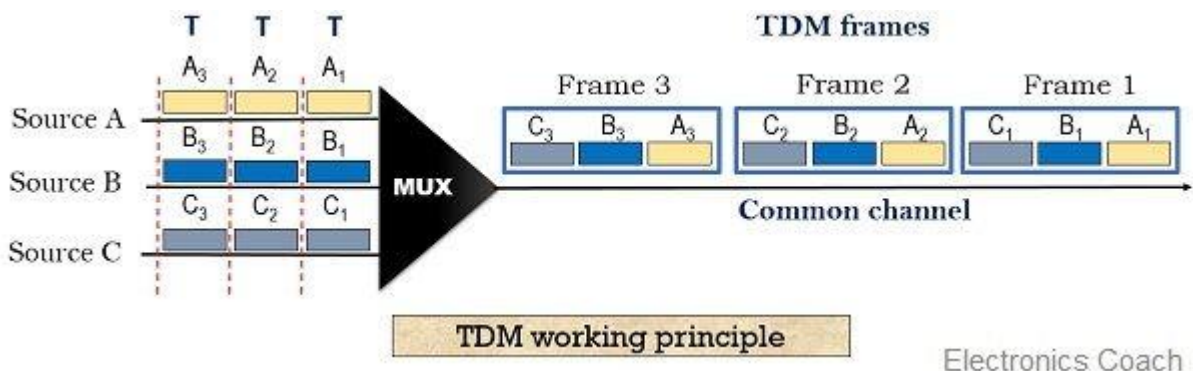 T T T
TDM frames
A₃ A₂ A₁
Frame 3 Frame 2 Frame 1
Source A
C₃ B₃ A₃ C₂ B₂ A₂ C₁ B₁ A₁
B₃ B₂ B₁
Source B
MUX
Common channel
C₃ C₂ C₁
Source C
TDM working principle
Electronics Coach